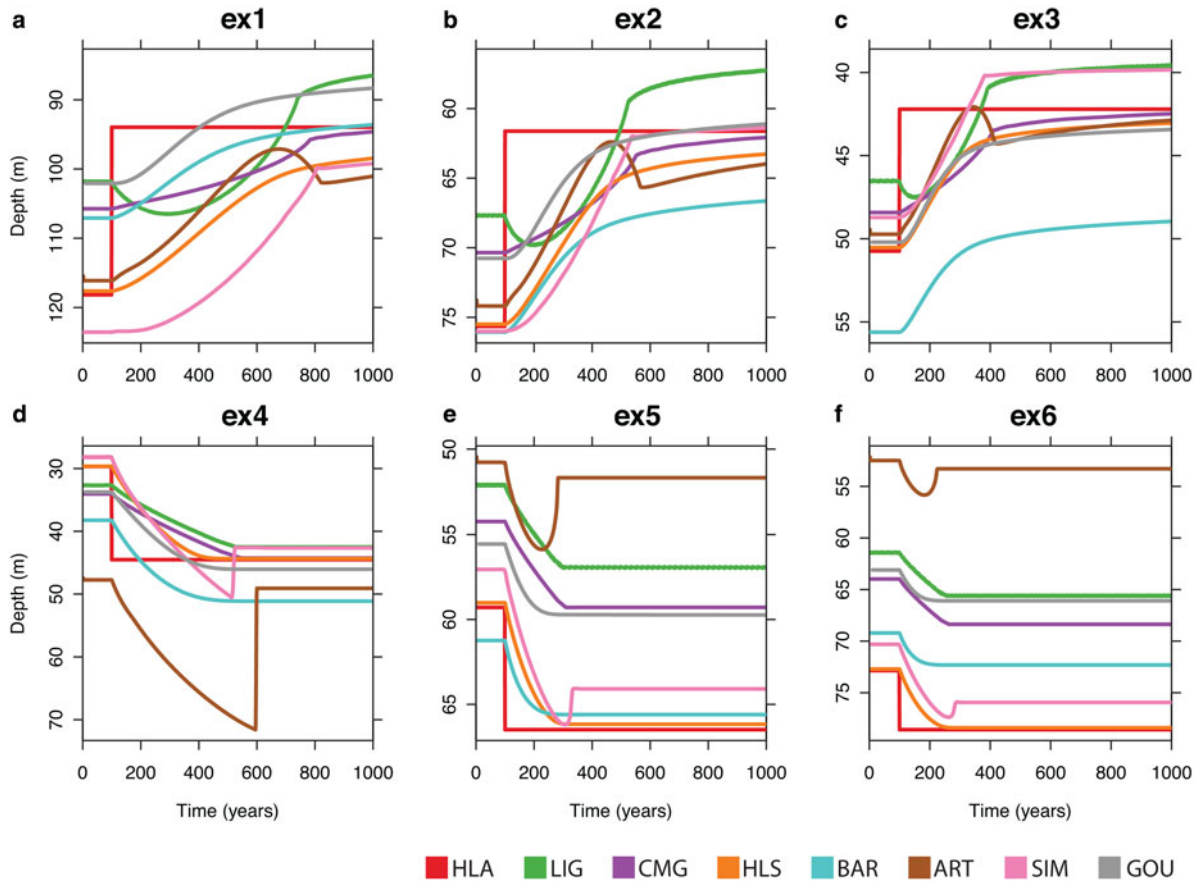 a ex1 b ex2 c ex3
Depth (m)
90
100
110
120
0 200 400 600 800 1000
60
65
70
75
0 200 400 600 800 1000
40
45
50
55
0 200 400 600 800 1000
d ex4 e ex5 f ex6
Depth (m)
30
40
50
60
70
0 200 400 600 800 1000
Time (years)
50
55
60
65
0 200 400 600 800 1000
Time (years)
55
60
65
70
75
0 200 400 600 800 1000
Time (years)
HLA LIG CMG HLS BAR ART SIM GOU